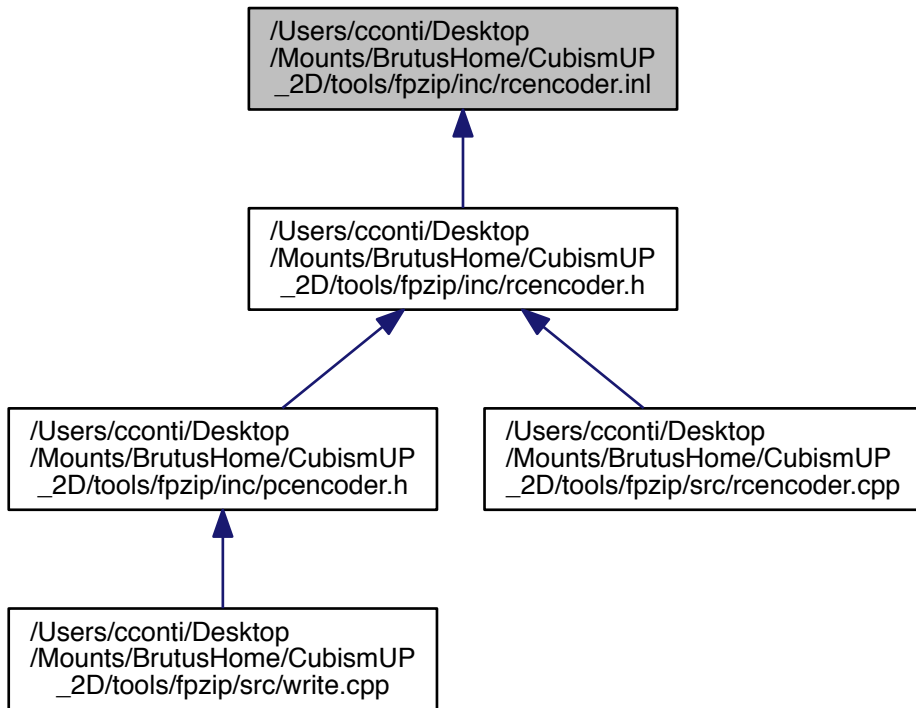 /Users/cconti/Desktop
/Mounts/BrutusHome/CubismUP
_2D/tools/fpzip/inc/rcencoder.inl
/Users/cconti/Desktop
/Mounts/BrutusHome/CubismUP
_2D/tools/fpzip/inc/rcencoder.h
/Users/cconti/Desktop
/Mounts/BrutusHome/CubismUP
_2D/tools/fpzip/inc/pcencoder.h
/Users/cconti/Desktop
/Mounts/BrutusHome/CubismUP
_2D/tools/fpzip/src/rcencoder.cpp
/Users/cconti/Desktop
/Mounts/BrutusHome/CubismUP
_2D/tools/fpzip/src/write.cpp